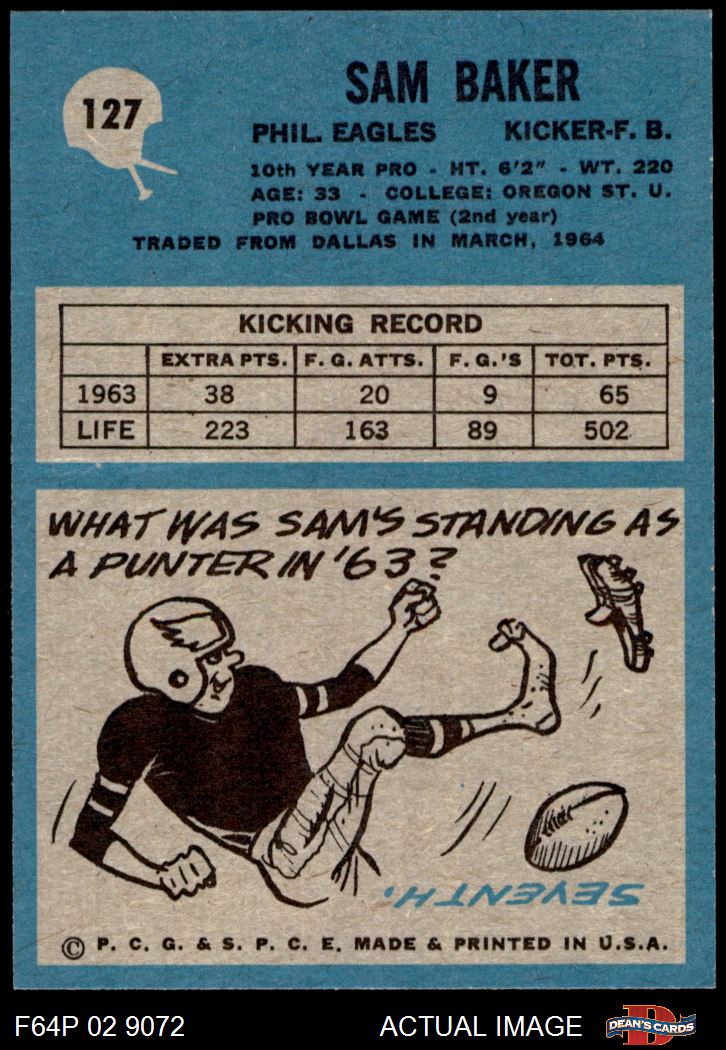 127
SAM BAKER
PHIL. EAGLES KICKER-F. B.
10th YEAR PRO - HT. 6'2" - WT. 220
AGE: 33 - COLLEGE: OREGON ST. U.
PRO BOWL GAME (2nd year)
TRADED FROM DALLAS IN MARCH, 1964
KICKING RECORD
EXTRA PTS. F. G. ATTS. F. G.'S TOT. PTS.
1963 38 20 9 65
LIFE 223 163 89 502
WHAT WAS SAM'S STANDING AS
A PUNTER IN '63?
SEVENTH.
© P. C. G. & S. P. C. E. MADE & PRINTED IN U.S.A.
F64P 02 9072 ACTUAL IMAGE
D
DEAN'S CARDS